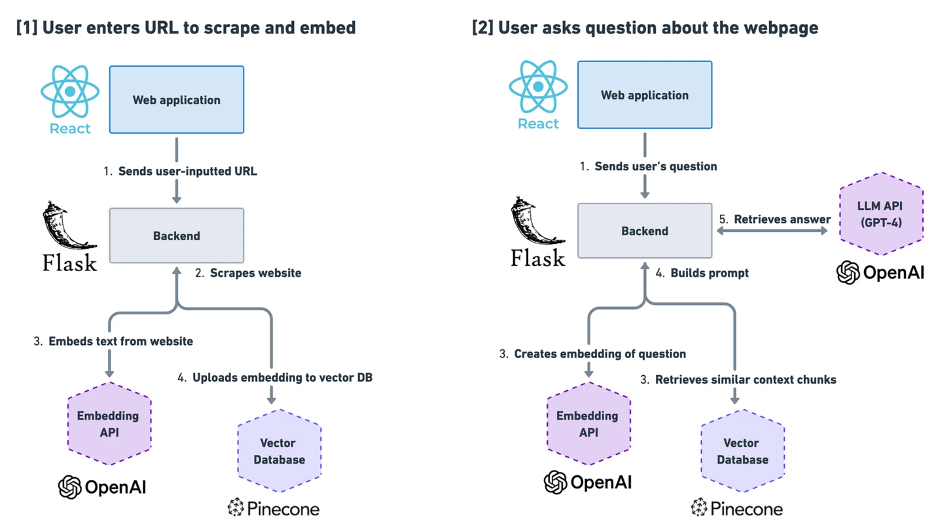 [1] User enters URL to scrape and embed
React
Web application
1. Sends user-inputted URL
Flask
Backend
2. Scrapes website
3. Embeds text from website
4. Uploads embedding to vector DB
Embedding
API
OpenAI
Vector
Database
Pinecone
[2] User asks question about the webpage
React
Web application
1. Sends user's question
Flask
Backend
5. Retrieves answer
LLM API
(GPT-4)
OpenAI
4. Builds prompt
3. Creates embedding of question
3. Retrieves similar context chunks
Embedding
API
OpenAI
Vector
Database
Pinecone